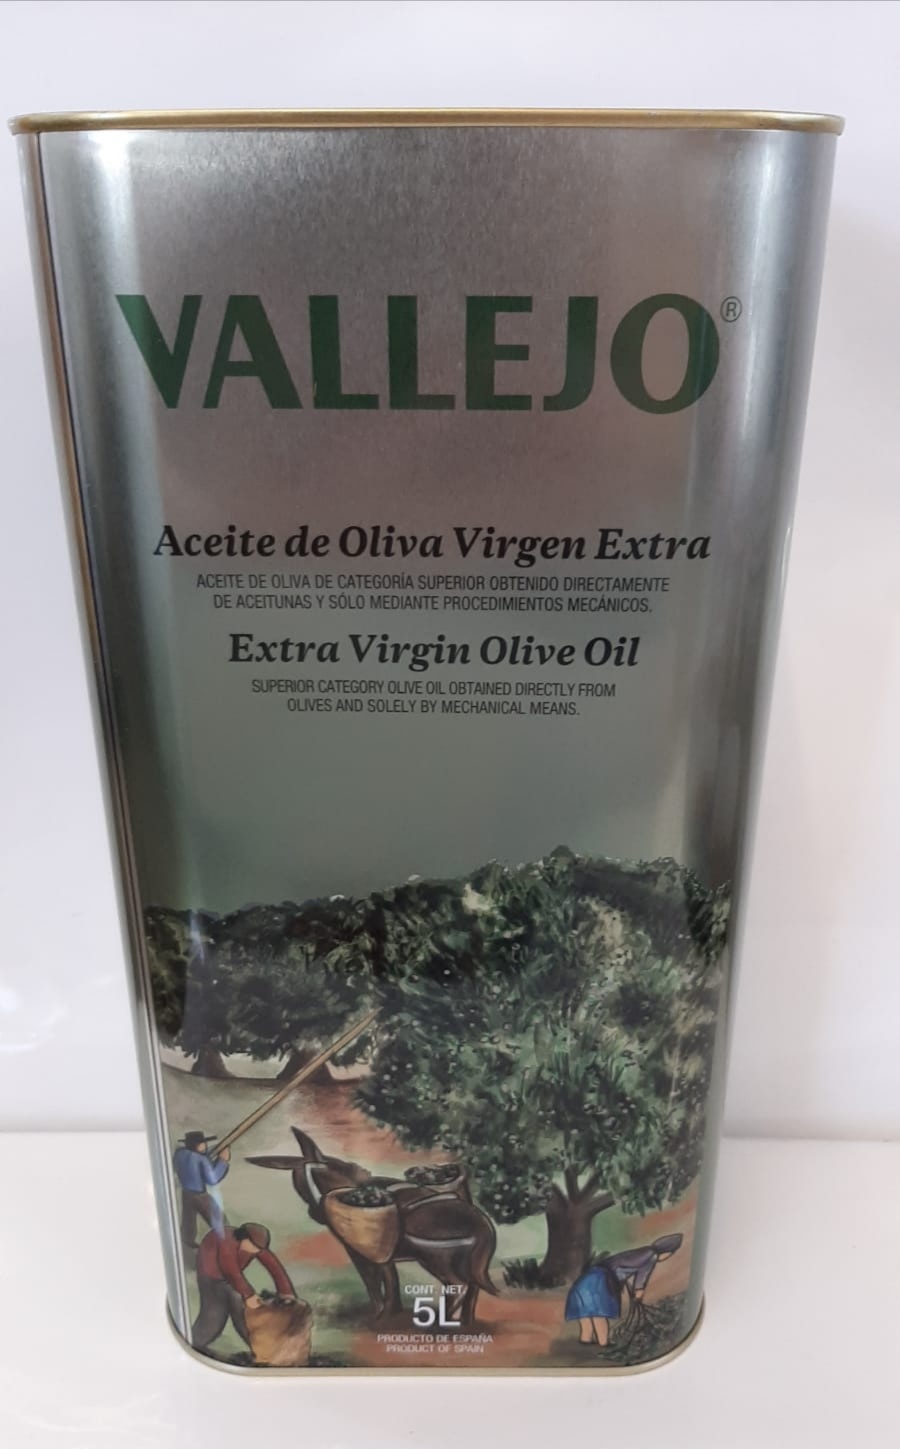 VALLEJO®
Aceite de Oliva Virgen Extra
ACEITE DE OLIVA DE CATEGORÍA SUPERIOR OBTENIDO DIRECTAMENTE
DE ACEITUNAS Y SÓLO MEDIANTE PROCEDIMIENTOS MECÁNICOS.
Extra Virgin Olive Oil
SUPERIOR CATEGORY OLIVE OIL OBTAINED DIRECTLY FROM
OLIVES AND SOLELY BY MECHANICAL MEANS.
CONT. NET.
5L
PRODUCTO DE ESPAÑA
PRODUCT OF SPAIN